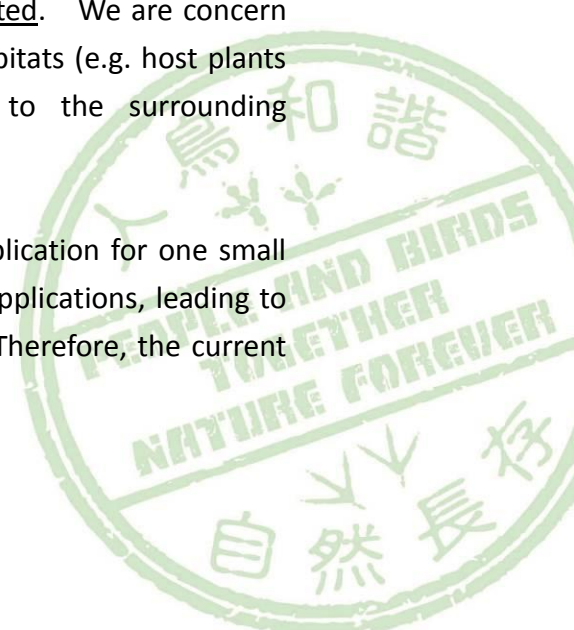 ted. We are concern
bitats (e.g. host plants
to the surrounding
plication for one small
applications, leading to
Therefore, the current
人鳥和諧
PEOPLE AND BIRDS
TOGETHER
NATURE FOREVER
自然長存